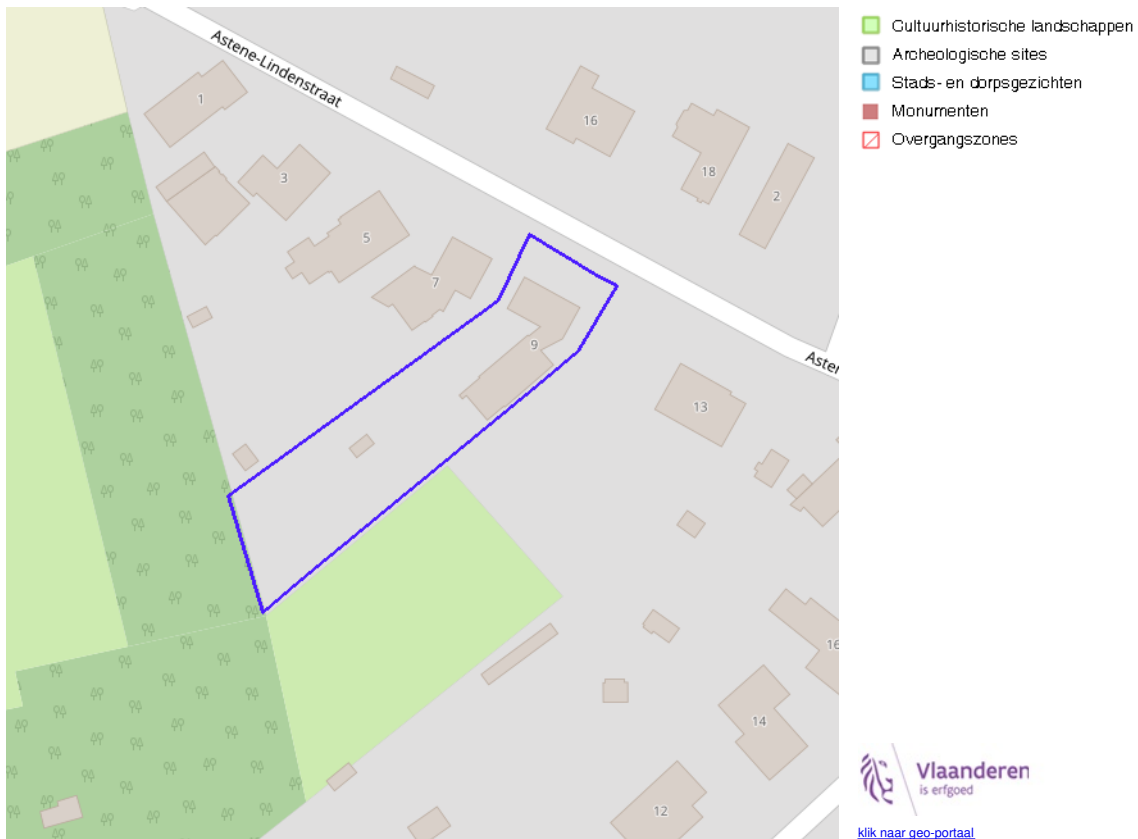 Astene-Lindenstraat
1
3
5
7
9
16
18
2
Aste
13
16
14
12
Cultuurhistorische landschappen
Archeologische sites
Stads- en dorpsgezichten
Monumenten
Overgangszones
Vlaanderen
is erfgoed
klik naar geo-portaal